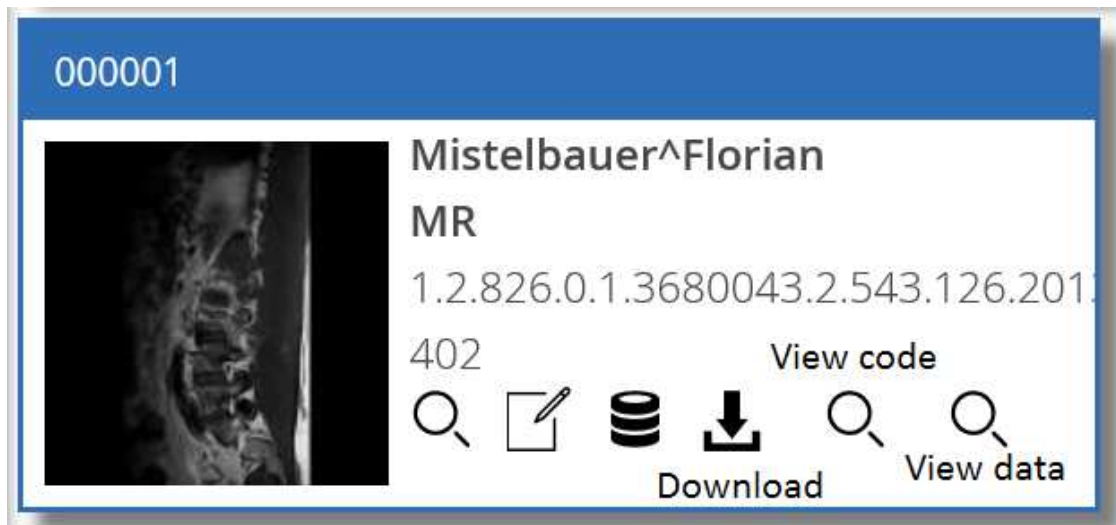 000001
Mistelbauer^Florian
MR
1.2.826.0.1.3680043.2.543.126.201
402
View code
View data
Download